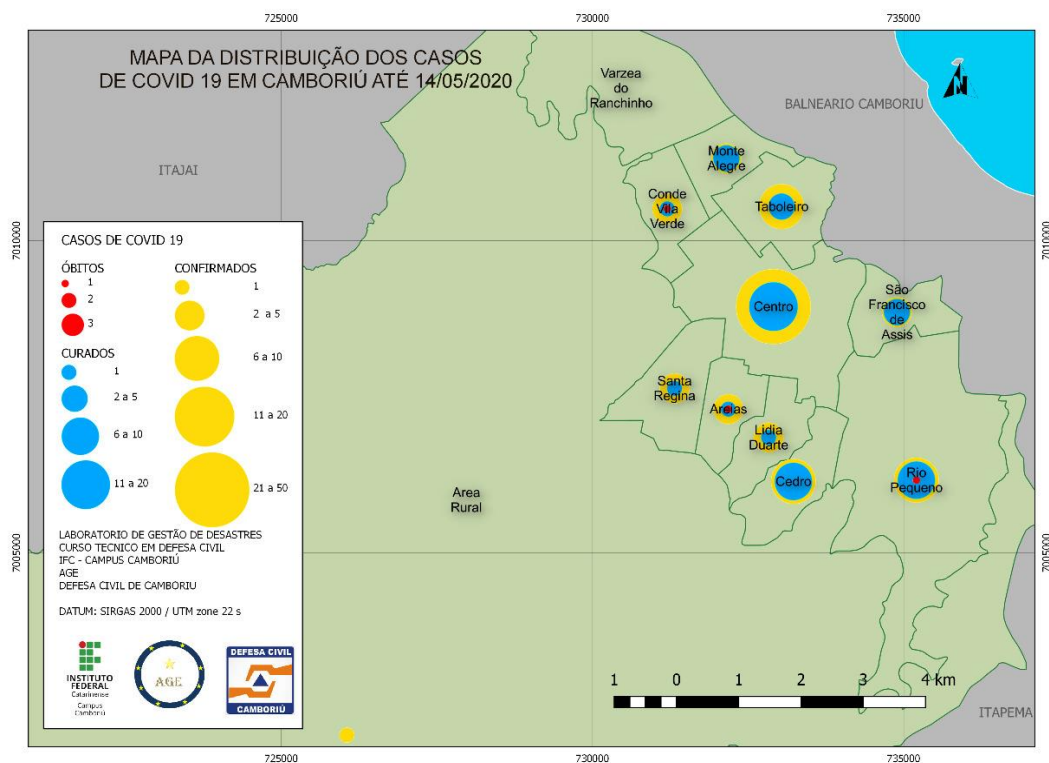 725000
730000
735000
MAPA DA DISTRIBUIÇÃO DOS CASOS
DE COVID 19 EM CAMBORIÚ ATÉ 14/05/2020
Varzea
do
Ranchinho
BALNEARIO CAMBORIU
N
ITAJAI
Monte
Alegre
Conde
Vila
Verde
Taboleiro
7010000
7010000
Centro
São
Francisco
de
Assis
Santa
Regina
Areias
Lidia
Duarte
Cedro
Rio
Pequeno
Area
Rural
7005000
7005000
CASOS DE COVID 19
ÓBITOS
1
2
3
CURADOS
1
2 a 5
6 a 10
11 a 20
CONFIRMADOS
1
2 a 5
6 a 10
11 a 20
21 a 50
LABORATORIO DE GESTÃO DE DESASTRES
CURSO TECNICO EM DEFESA CIVIL
IFC - CAMPUS CAMBORIÚ
AGE
DEFESA CIVIL DE CAMBORIU
DATUM: SIRGAS 2000 / UTM zone 22 s
INSTITUTO
FEDERAL
Catarinense
Campus
Camboriú
AGE
DEFESA CIVIL
CAMBORIÚ
1 0 1 2 3 4 km
ITAPEMA
725000
730000
735000